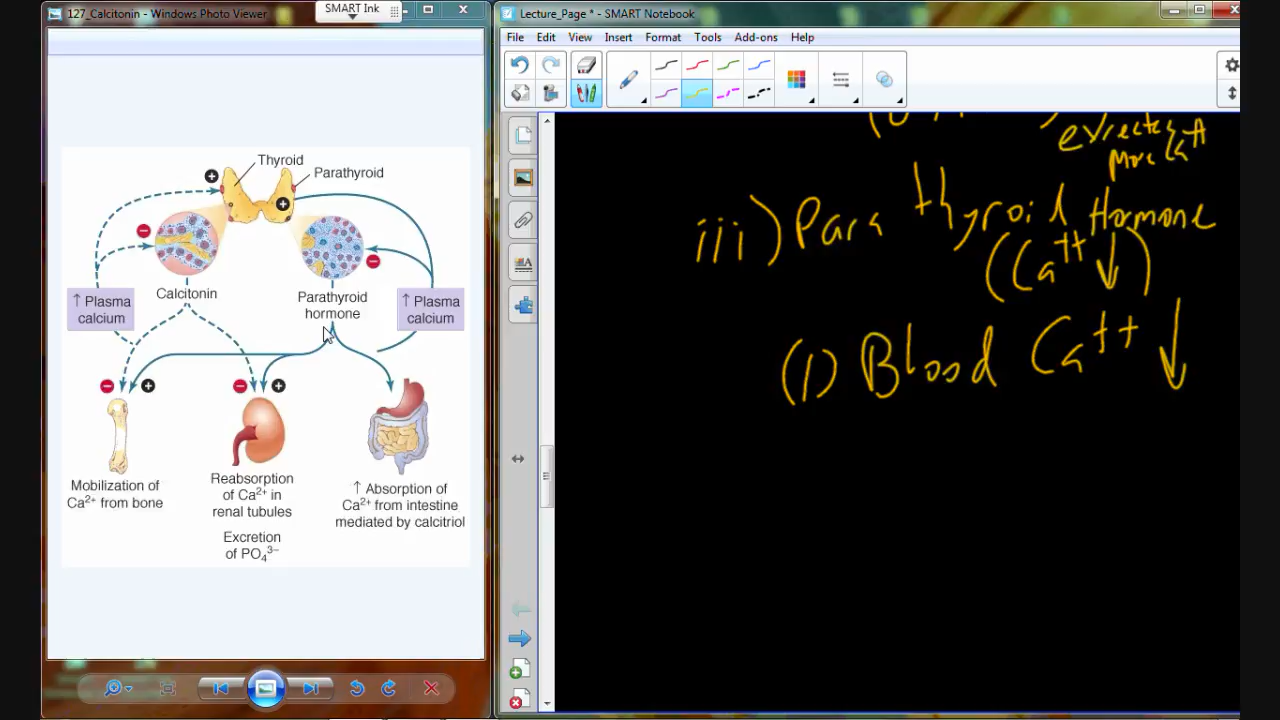 127_Calcitonin - Windows Photo Viewer
SMART Ink
Thyroid
Parathyroid
Calcitonin
Parathyroid
hormone
↑ Plasma
calcium
↑ Plasma
calcium
Mobilization of
Ca2+ from bone
Reabsorption
of Ca2+ in
renal tubules
Excretion
of PO43−
↑ Absorption of
Ca2+ from intestine
mediated by calcitriol
Lecture_Page * - SMART Notebook
File Edit View Insert Format Tools Add-ons Help
More Ca++
iii) Para thyroid Hormone
(Ca++ ↓)
(1) Blood Ca++ ↓